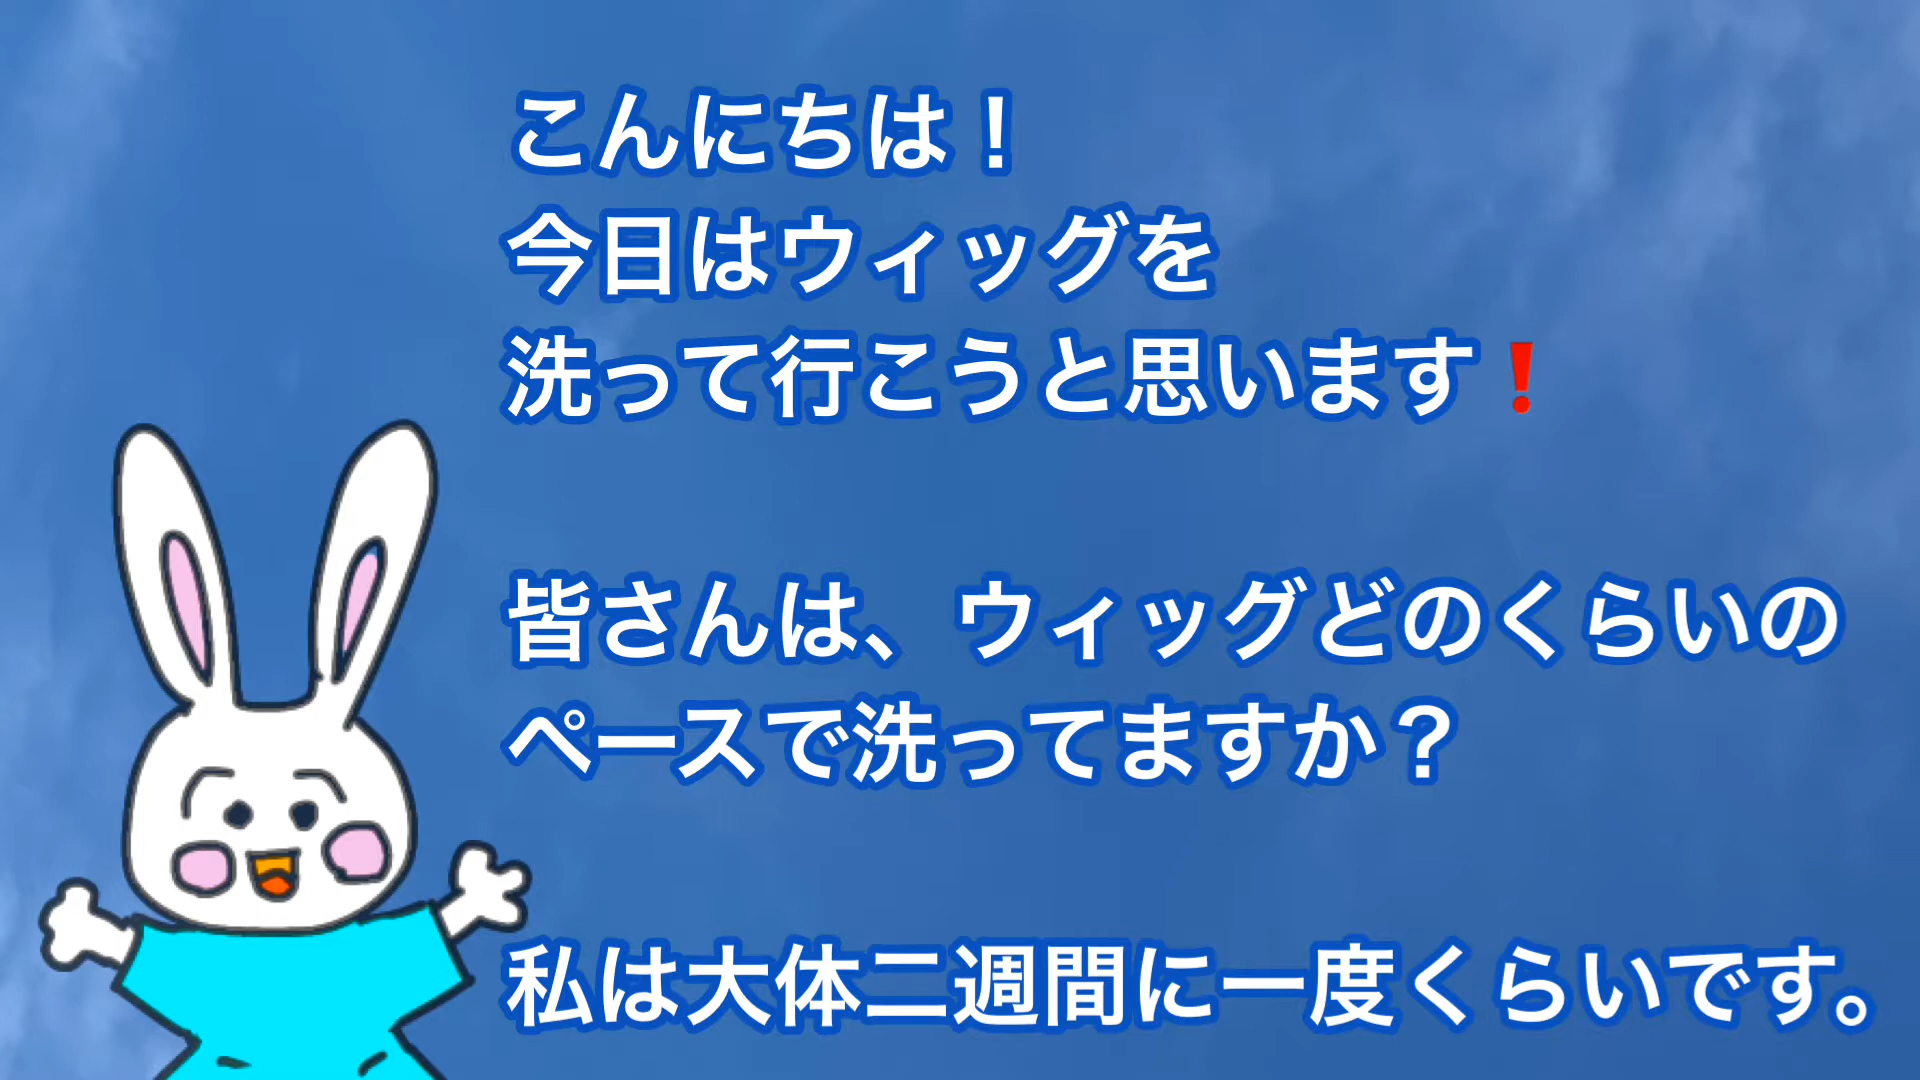 こんにちは！
今日はウィッグを
洗って行こうと思います❗
皆さんは、ウィッグどのくらいの
ペースで洗ってますか？
私は大体二週間に一度くらいです。